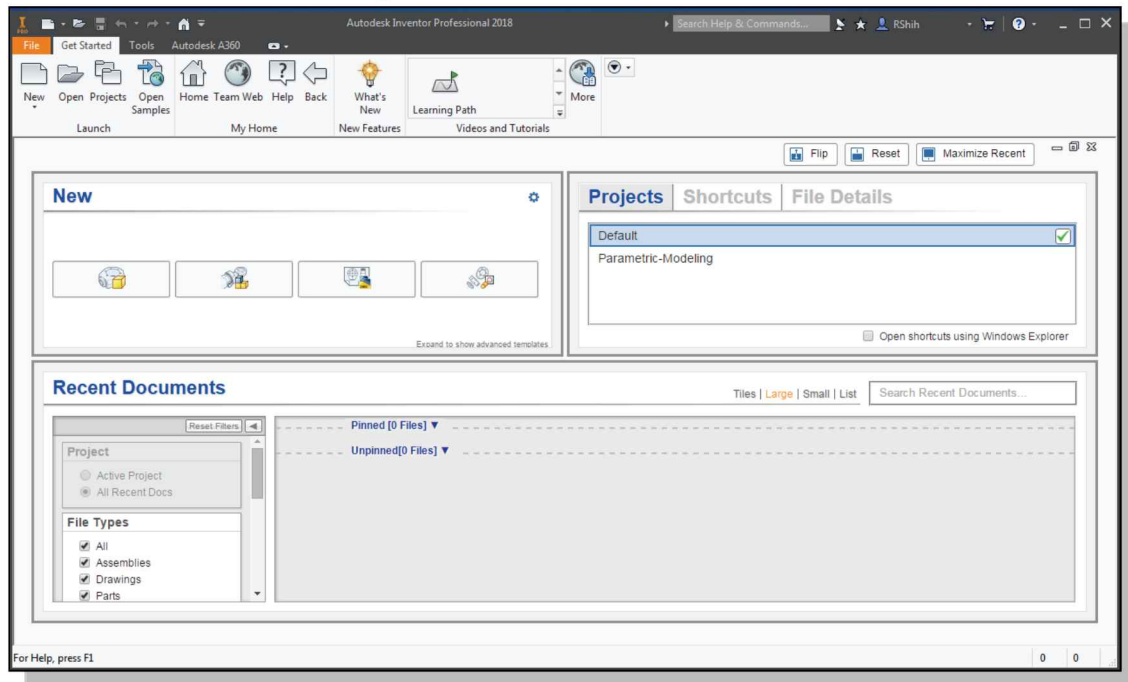 PRO
Autodesk Inventor Professional 2018
Search Help & Commands...
RShih
File
Get Started
Tools
Autodesk A360
New
Open
Projects
Open Samples
Home
Team Web
Help
Back
What's New
Learning Path
More
Launch
My Home
New Features
Videos and Tutorials
Flip
Reset
Maximize Recent
New
Expand to show advanced templates
Projects
Shortcuts
File Details
Default
Parametric-Modeling
Open shortcuts using Windows Explorer
Recent Documents
Tiles | Large | Small | List
Search Recent Documents...
Reset Filters
Project
Active Project
All Recent Docs
File Types
All
Assemblies
Drawings
Parts
Pinned [0 Files] ▼
Unpinned[0 Files] ▼
For Help, press F1
0 0